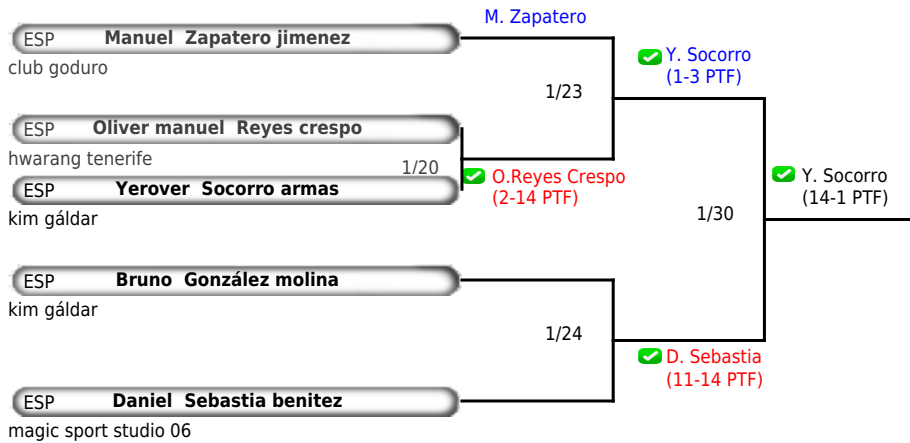 M. Zapatero
ESP Manuel Zapatero jimenez
club goduro
Y. Socorro
(1-3 PTF)
1/23
ESP Oliver manuel Reyes crespo
hwarang tenerife
1/20
O.Reyes Crespo
(2-14 PTF)
ESP Yerover Socorro armas
kim gáldar
Y. Socorro
(14-1 PTF)
1/30
ESP Bruno González molina
kim gáldar
1/24
D. Sebastia
(11-14 PTF)
ESP Daniel Sebastia benitez
magic sport studio 06